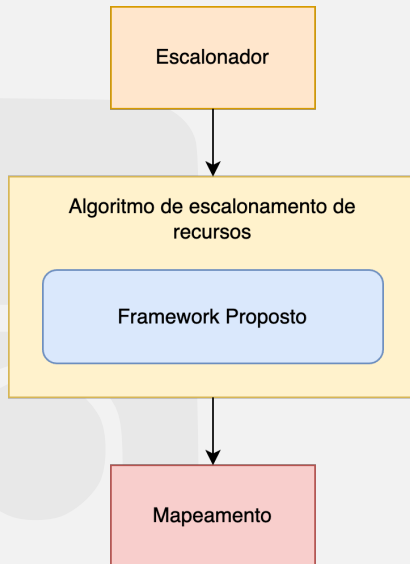 Escalonador
Algoritmo de escalonamento de
recursos
Framework Proposto
Mapeamento